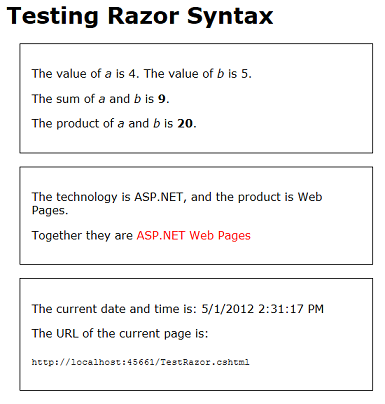 Testing Razor Syntax
The value of a is 4. The value of b is 5.
The sum of a and b is 9.
The product of a and b is 20.
The technology is ASP.NET, and the product is Web
Pages.
Together they are ASP.NET Web Pages
The current date and time is: 5/1/2012 2:31:17 PM
The URL of the current page is:
http://localhost:45661/TestRazor.cshtml